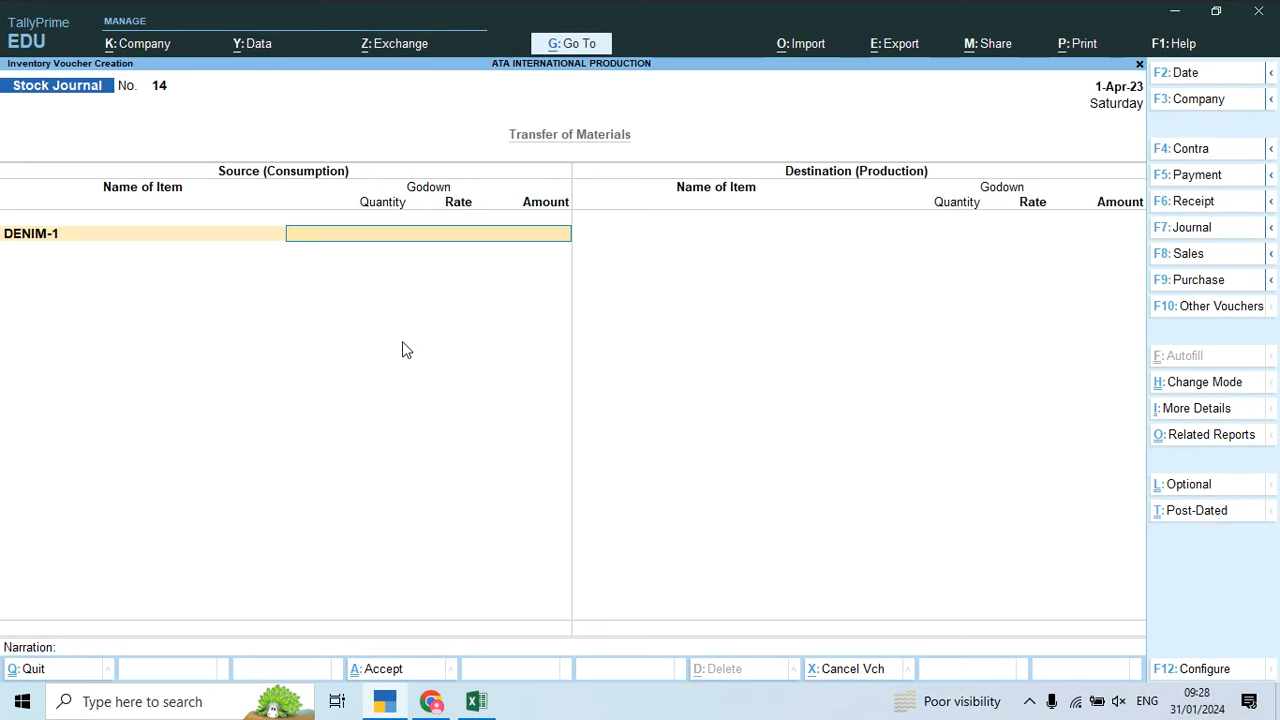 TallyPrime
EDU
MANAGE
K: Company
Y: Data
Z: Exchange
G: Go To
O: Import
E: Export
M: Share
P: Print
F1: Help
Inventory Voucher Creation
ATA INTERNATIONAL PRODUCTION
Stock Journal No. 14
1-Apr-23
Saturday
Transfer of Materials
Source (Consumption)
Destination (Production)
Name of Item
Godown
Name of Item
Godown
Quantity
Rate
Amount
Quantity
Rate
Amount
DENIM-1
F2: Date
F3: Company
F4: Contra
F5: Payment
F6: Receipt
F7: Journal
F8: Sales
F9: Purchase
F10: Other Vouchers
F: Autofill
H: Change Mode
I: More Details
O: Related Reports
L: Optional
T: Post-Dated
Narration:
Q: Quit
A: Accept
D: Delete
X: Cancel Vch
F12: Configure
Type here to search
Poor visibility
ENG
09:28
31/01/2024